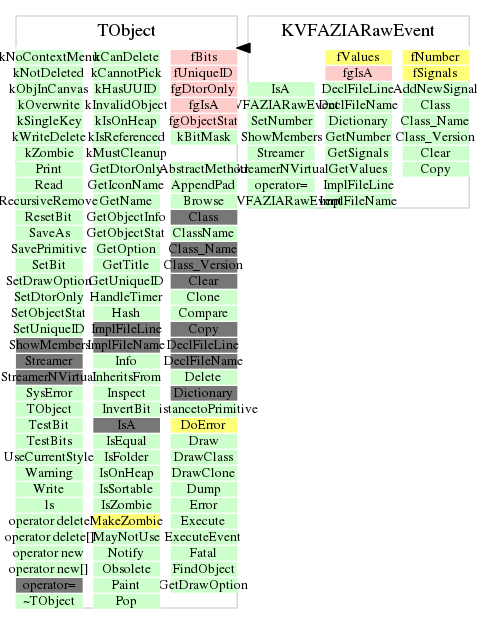 TObject KVFAZIARawEvent
kNoContextMenu kCanDelete fBits fValues fNumber
kNotDeleted kCannotPick fUniqueID fgIsA fSignals
kObjInCanvas kHasUUID fgDtorOnly IsA DeclFileLine AddNewSignal
kOverwrite kInvalidObject fgIsA DeclFileName Class
kSingleKey kIsOnHeap fgObjectStat SetNumber Dictionary Class_Name
kWriteDelete kIsReferenced kBitMask ShowMembers GetNumber Class_Version
kZombie kMustCleanup Streamer GetSignals Clear
Print GetDtorOnly AbstractMethod StreamerNVirtual GetValues Copy
Read GetIconName AppendPad operator= ImplFileLine
RecursiveRemove GetName Browse ImplFileName
ResetBit GetObjectInfo Class
SaveAs GetObjectStat ClassName
SavePrimitive GetOption Class_Name
SetBit GetTitle Class_Version
SetDrawOption GetUniqueID Clear
SetDtorOnly HandleTimer Clone
SetObjectStat Hash Compare
SetUniqueID ImplFileLine Copy
ShowMembers ImplFileName DeclFileLine
Streamer Info DeclFileName
StreamerNVirtual InheritsFrom Delete
SysError Inspect Dictionary
TObject InvertBit istancetoPrimitive
TestBit IsA DoError
TestBits IsEqual Draw
UseCurrentStyle IsFolder DrawClass
Warning IsOnHeap DrawClone
Write IsSortable Dump
ls IsZombie Error
operator delete MakeZombie Execute
operator delete[] MayNotUse ExecuteEvent
operator new Notify Fatal
operator new[] Obsolete FindObject
operator= Paint GetDrawOption
~TObject Pop